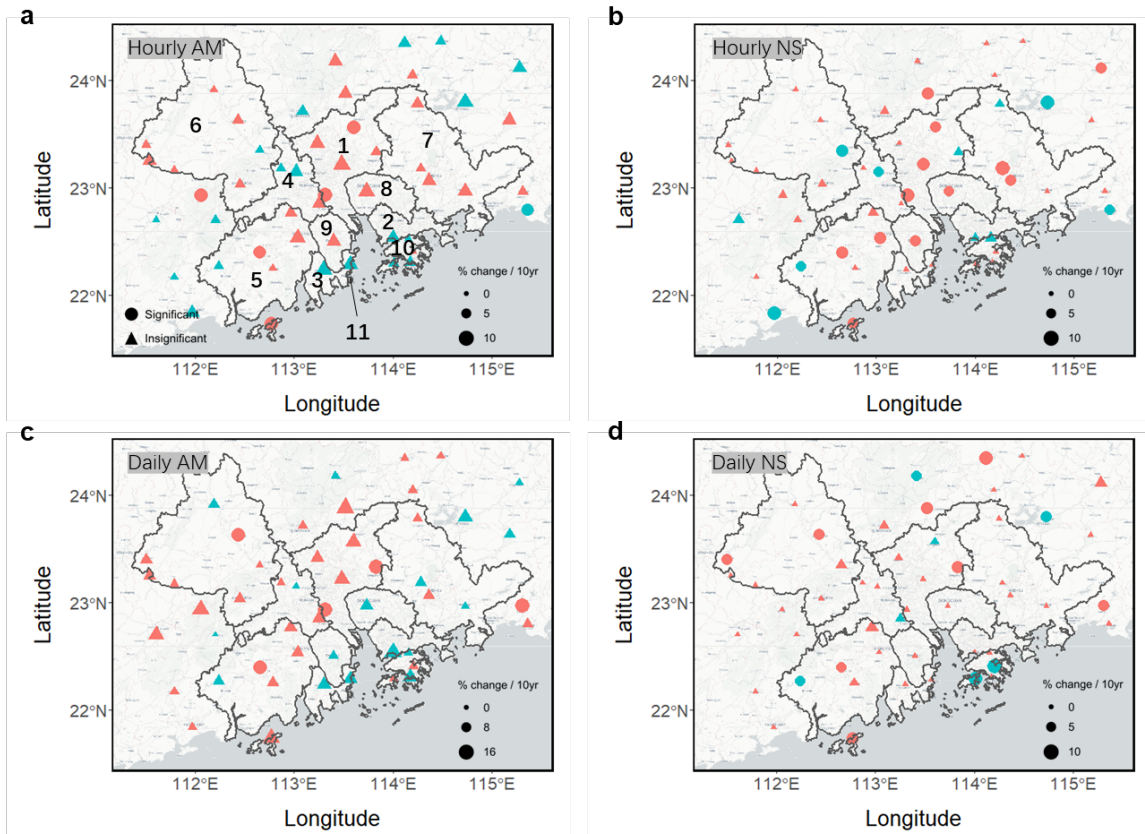 a
Hourly AM
24°N
23°N
22°N
Latitude
6
1
7
4
8
2
9
10
5
3
11
Significant
Insignificant
% change / 10yr
0
5
10
112°E
113°E
114°E
115°E
Longitude
b
Hourly NS
24°N
23°N
22°N
Latitude
% change / 10yr
0
5
10
112°E
113°E
114°E
115°E
Longitude
c
Daily AM
24°N
23°N
22°N
Latitude
% change / 10yr
0
8
16
112°E
113°E
114°E
115°E
Longitude
d
Daily NS
24°N
23°N
22°N
Latitude
% change / 10yr
0
5
10
112°E
113°E
114°E
115°E
Longitude